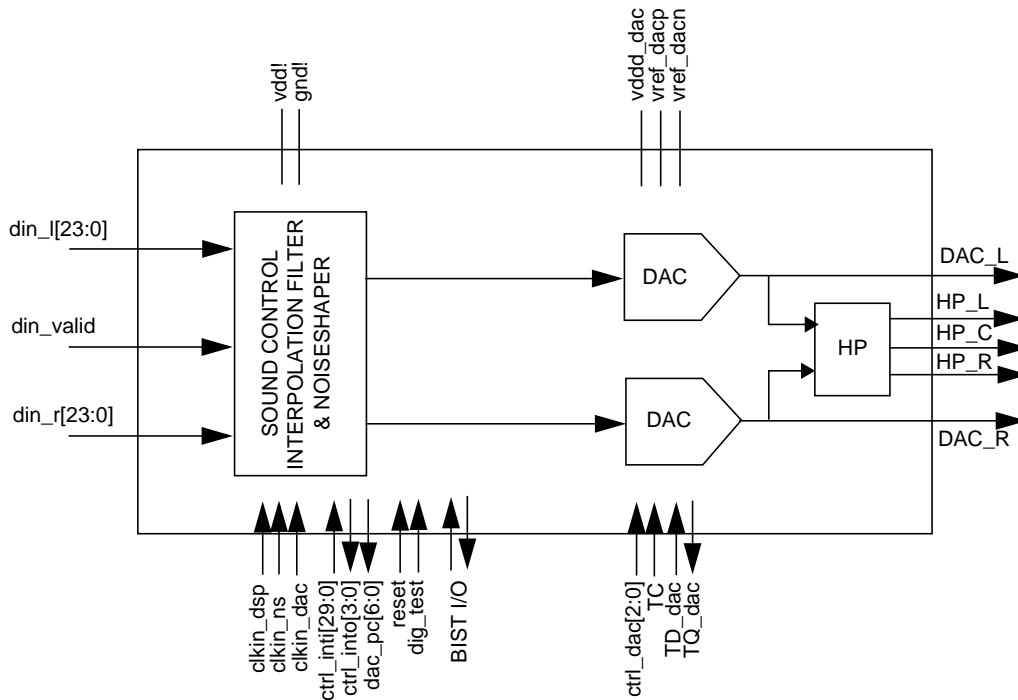 vdd!
gnd!
vddd_dac
vref_dacp
vref_dacn
din_l[23:0]
din_valid
din_r[23:0]
SOUND CONTROL
INTERPOLATION FILTER
& NOISESHAPER
DAC
DAC
HP
DAC_L
HP_L
HP_C
HP_R
DAC_R
clkin_dsp
clkin_ns
clkin_dac
ctrl_inti[29:0]
ctrl_into[3:0]
dac_pc[6:0]
reset
dig_test
BIST I/O
ctrl_dac[2:0]
TC
TD_dac
TQ_dac